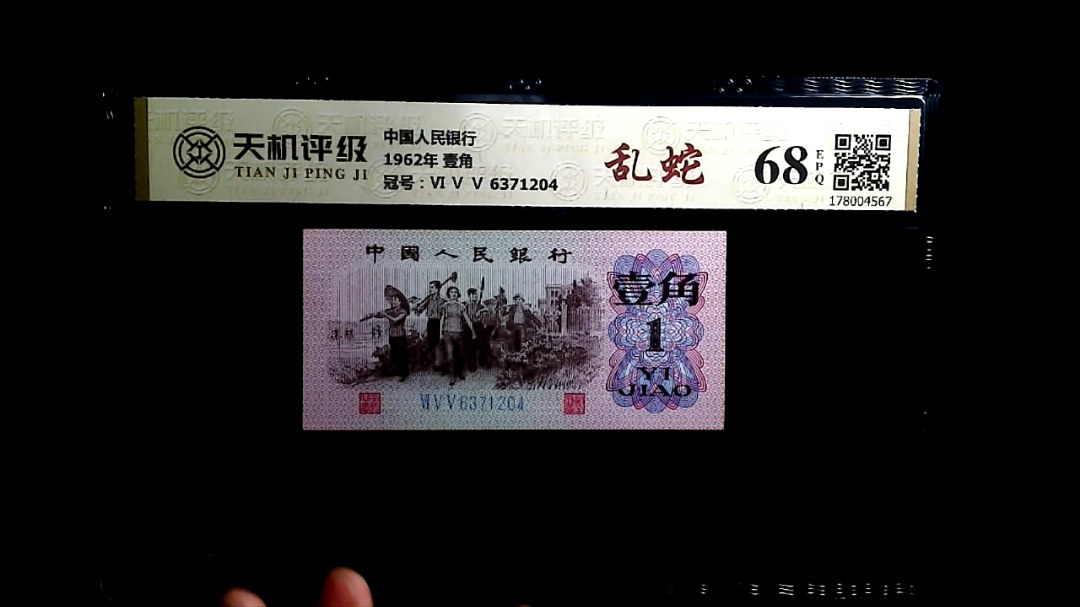 天机评级
TIAN JI PING JI
中国人民银行
1962年 壹角
冠号：Ⅵ Ⅴ Ⅴ 6371204
乱蛇
68
EPQ
178004567
中國人民銀行
壹角
1
YI
JIAO
ⅥⅤⅤ6371204